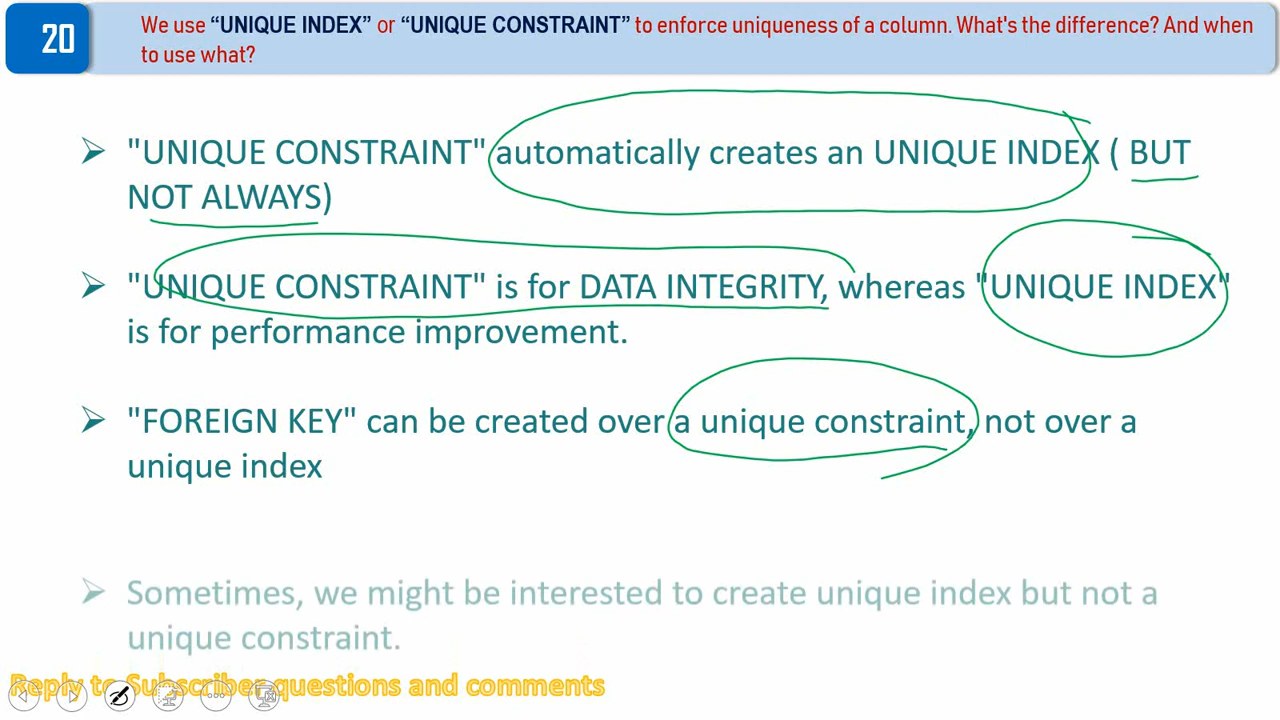 20
We use “UNIQUE INDEX” or “UNIQUE CONSTRAINT” to enforce uniqueness of a column. What's the difference? And when
to use what?
➢ "UNIQUE CONSTRAINT" automatically creates an UNIQUE INDEX ( BUT
NOT ALWAYS)
➢ "UNIQUE CONSTRAINT" is for DATA INTEGRITY, whereas "UNIQUE INDEX"
is for performance improvement.
➢ "FOREIGN KEY" can be created over a unique constraint, not over a
unique index
➢ Sometimes, we might be interested to create unique index but not a
unique constraint.
Reply to Subscriber questions and comments